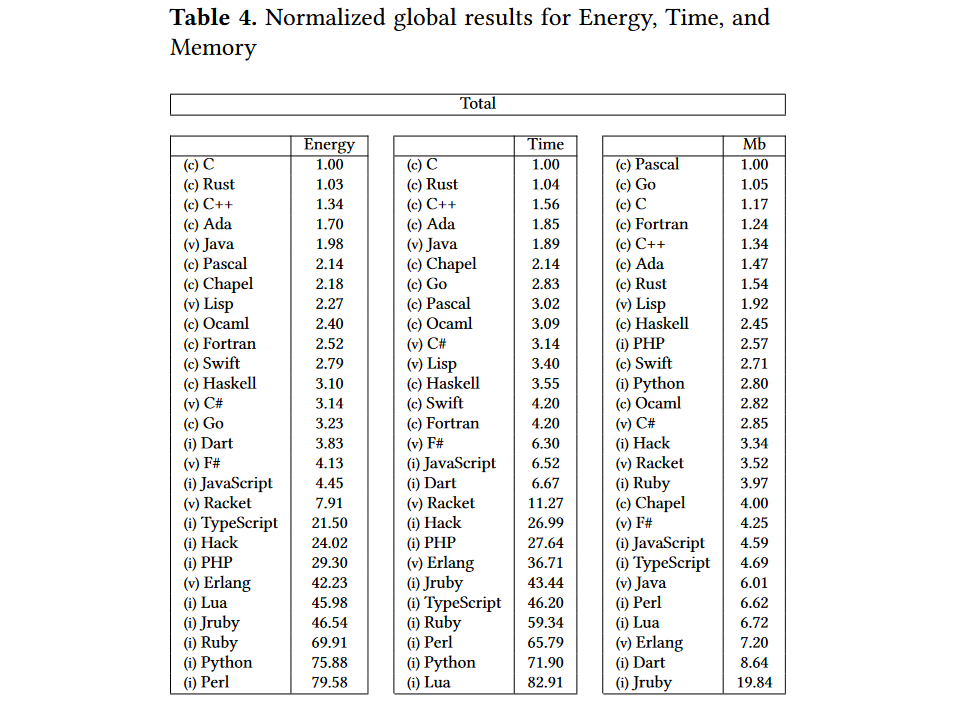 Table 4. Normalized global results for Energy, Time, and
Memory
Total
Energy
(c) C 1.00
(c) Rust 1.03
(c) C++ 1.34
(c) Ada 1.70
(v) Java 1.98
(c) Pascal 2.14
(c) Chapel 2.18
(v) Lisp 2.27
(c) Ocaml 2.40
(c) Fortran 2.52
(c) Swift 2.79
(c) Haskell 3.10
(v) C# 3.14
(c) Go 3.23
(i) Dart 3.83
(v) F# 4.13
(i) JavaScript 4.45
(v) Racket 7.91
(i) TypeScript 21.50
(i) Hack 24.02
(i) PHP 29.30
(v) Erlang 42.23
(i) Lua 45.98
(i) Jruby 46.54
(i) Ruby 69.91
(i) Python 75.88
(i) Perl 79.58
Time
(c) C 1.00
(c) Rust 1.04
(c) C++ 1.56
(c) Ada 1.85
(v) Java 1.89
(c) Chapel 2.14
(c) Go 2.83
(c) Pascal 3.02
(c) Ocaml 3.09
(v) C# 3.14
(v) Lisp 3.40
(c) Haskell 3.55
(c) Swift 4.20
(c) Fortran 4.20
(v) F# 6.30
(i) JavaScript 6.52
(i) Dart 6.67
(v) Racket 11.27
(i) Hack 26.99
(i) PHP 27.64
(v) Erlang 36.71
(i) Jruby 43.44
(i) TypeScript 46.20
(i) Ruby 59.34
(i) Perl 65.79
(i) Python 71.90
(i) Lua 82.91
Mb
(c) Pascal 1.00
(c) Go 1.05
(c) C 1.17
(c) Fortran 1.24
(c) C++ 1.34
(c) Ada 1.47
(c) Rust 1.54
(v) Lisp 1.92
(c) Haskell 2.45
(i) PHP 2.57
(c) Swift 2.71
(i) Python 2.80
(c) Ocaml 2.82
(v) C# 2.85
(i) Hack 3.34
(v) Racket 3.52
(i) Ruby 3.97
(c) Chapel 4.00
(v) F# 4.25
(i) JavaScript 4.59
(i) TypeScript 4.69
(v) Java 6.01
(i) Perl 6.62
(i) Lua 6.72
(v) Erlang 7.20
(i) Dart 8.64
(i) Jruby 19.84